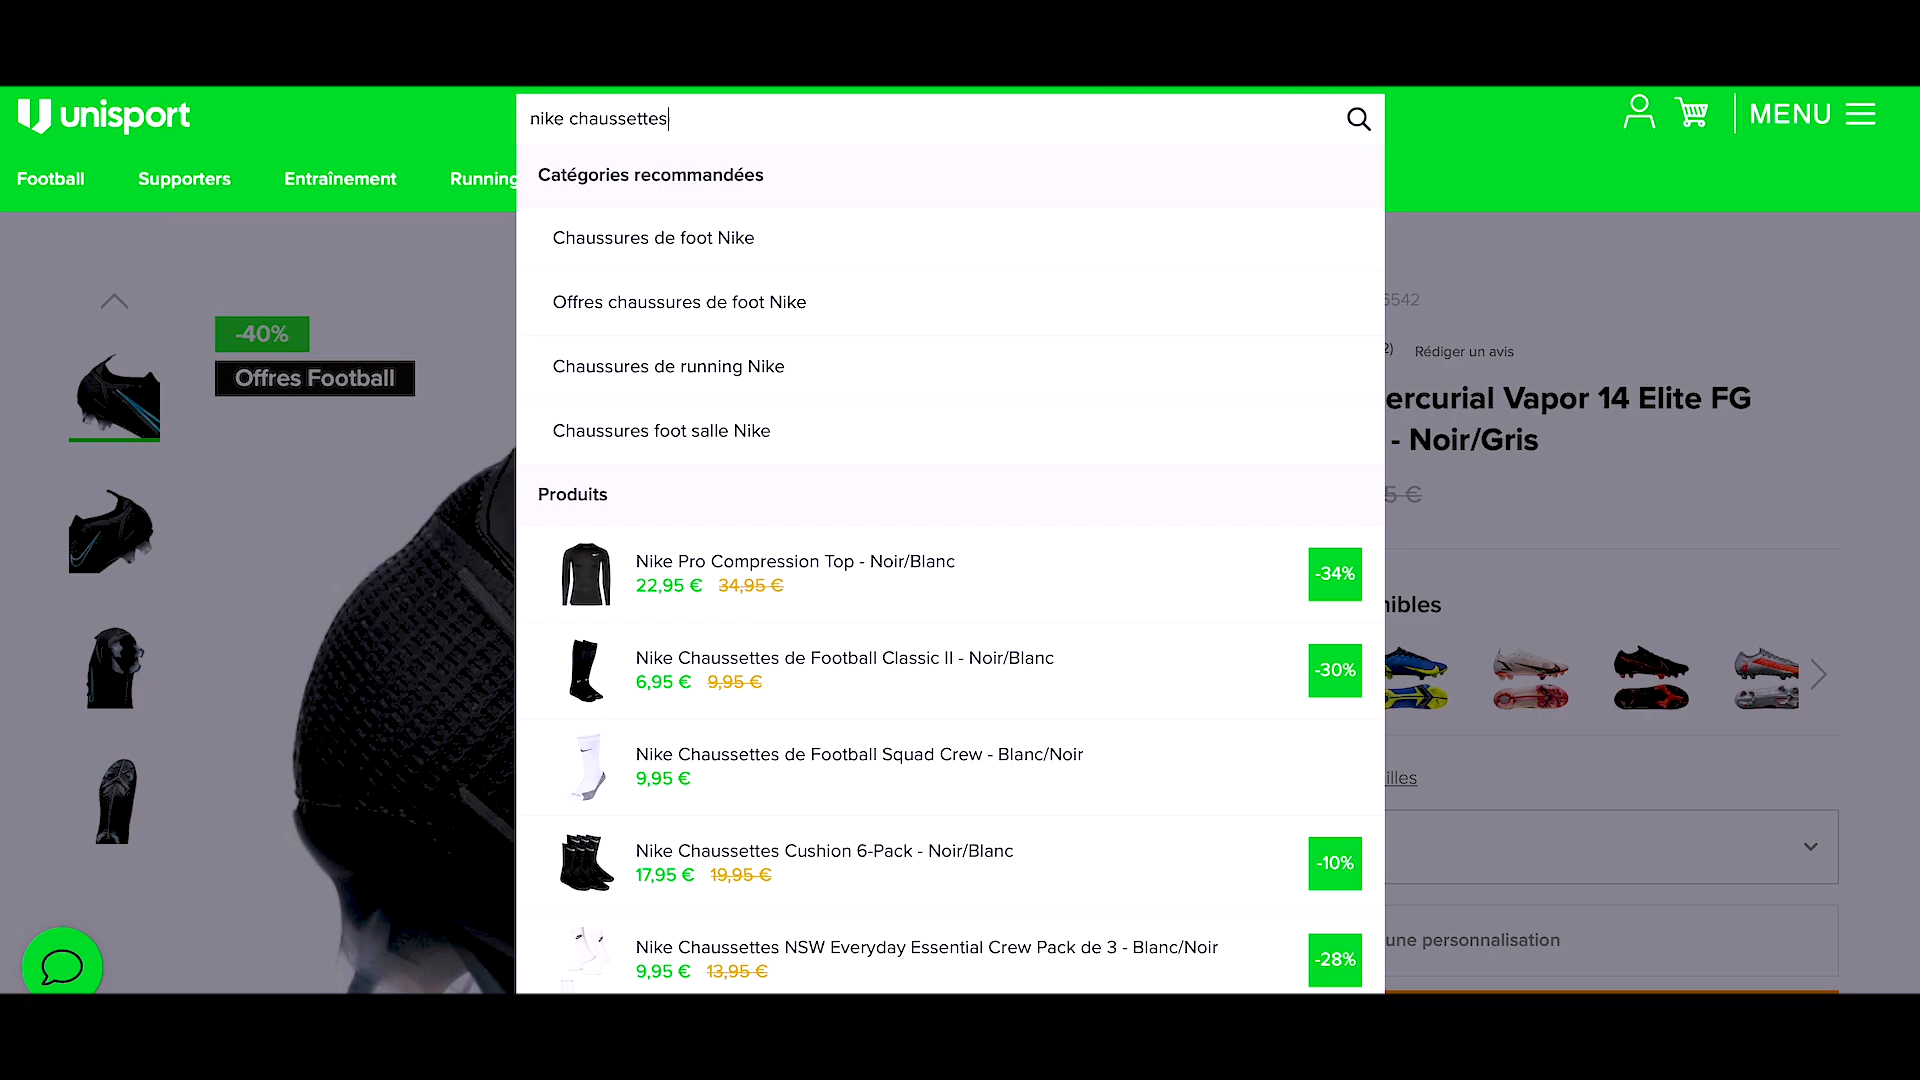 unisport
nike chaussettes
MENU
Football
Supporters
Entraînement
Running
Catégories recommandées
Chaussures de foot Nike
Offres chaussures de foot Nike
Chaussures de running Nike
Chaussures foot salle Nike
Produits
Nike Pro Compression Top - Noir/Blanc
22,95 € 34,95 €
-34%
Nike Chaussettes de Football Classic II - Noir/Blanc
6,95 € 9,95 €
-30%
Nike Chaussettes de Football Squad Crew - Blanc/Noir
9,95 €
Nike Chaussettes Cushion 6-Pack - Noir/Blanc
17,95 € 19,95 €
-10%
Nike Chaussettes NSW Everyday Essential Crew Pack de 3 - Blanc/Noir
9,95 € 13,95 €
-28%
-40%
Offres Football
6542
Rédiger un avis
Vapor 14 Elite FG
- Noir/Gris
5 €
une personnalisation